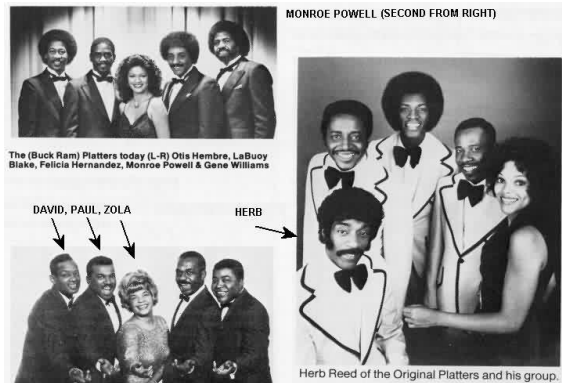 MONROE POWELL (SECOND FROM RIGHT)
The (Buck Ram) Platters today (L-R) Otis Hembre, LaBuoy
Blake, Felicia Hernandez, Monroe Powell & Gene Williams
DAVID, PAUL, ZOLA
HERB
Herb Reed of the Original Platters and his group.